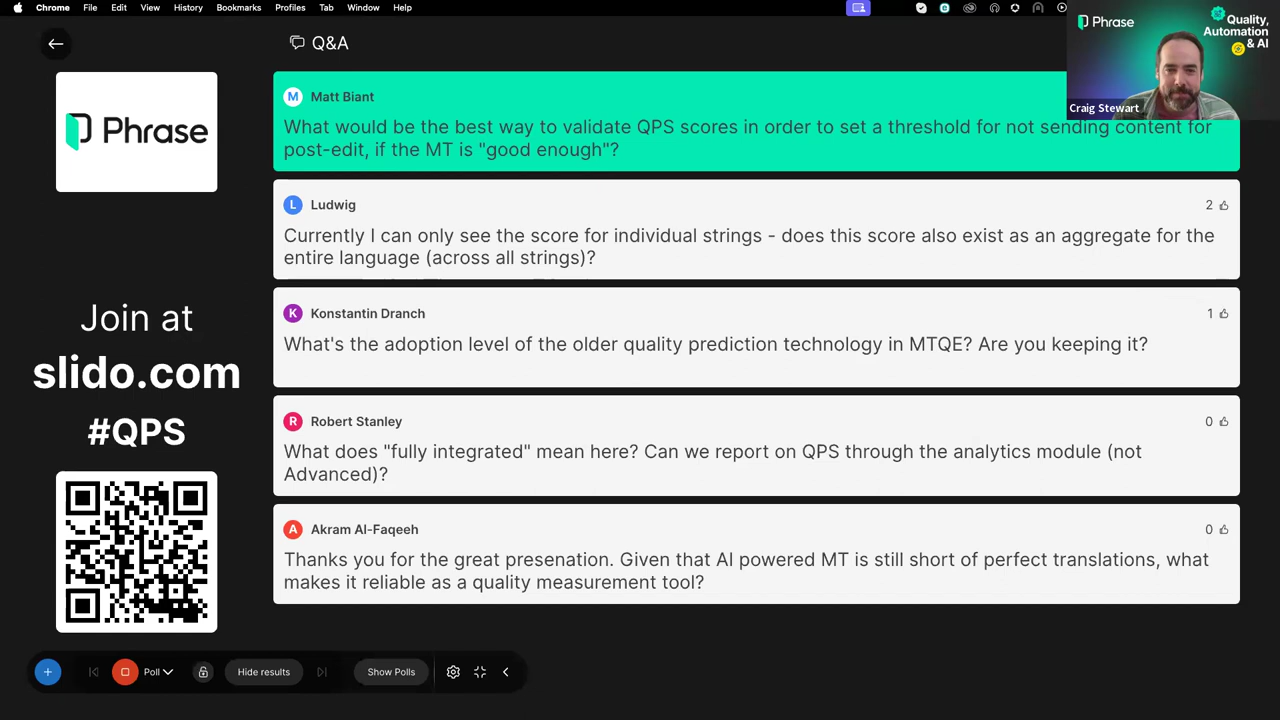 Chrome File Edit View History Bookmarks Profiles Tab Window Help
Phrase
Quality,
Automation
& AI
Craig Stewart
Phrase
Join at
slido.com
#QPS
Q&A
M Matt Biant
What would be the best way to validate QPS scores in order to set a threshold for not sending content for
post-edit, if the MT is "good enough"?
L Ludwig 2
Currently I can only see the score for individual strings - does this score also exist as an aggregate for the
entire language (across all strings)?
K Konstantin Dranch 1
What's the adoption level of the older quality prediction technology in MTQE? Are you keeping it?
R Robert Stanley 0
What does "fully integrated" mean here? Can we report on QPS through the analytics module (not
Advanced)?
A Akram Al-Faqeeh 0
Thanks you for the great presenation. Given that AI powered MT is still short of perfect translations, what
makes it reliable as a quality measurement tool?
Poll Hide results Show Polls